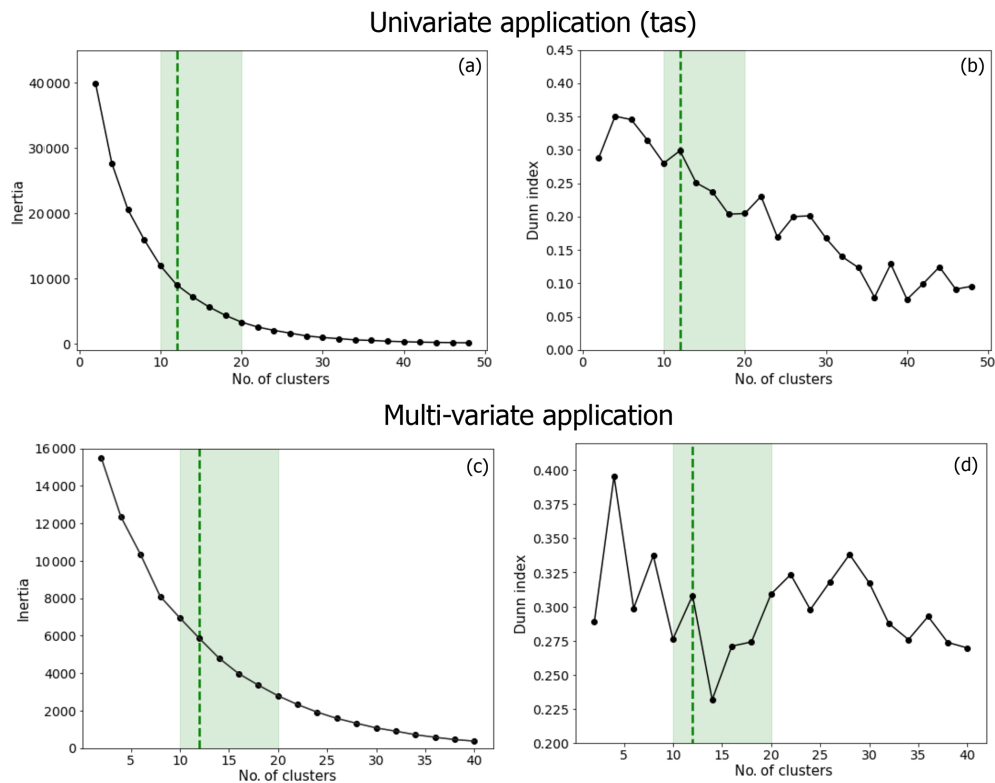 Univariate application (tas)
(a)
40 000
30 000
20 000
10 000
0
Inertia
0 10 20 30 40 50
No. of clusters
(b)
0.45
0.40
0.35
0.30
0.25
0.20
0.15
0.10
0.05
0.00
Dunn index
0 10 20 30 40 50
No. of clusters
Multi-variate application
(c)
16 000
14 000
12 000
10 000
8000
6000
4000
2000
0
Inertia
5 10 15 20 25 30 35 40
No. of clusters
(d)
0.400
0.375
0.350
0.325
0.300
0.275
0.250
0.225
0.200
Dunn index
5 10 15 20 25 30 35 40
No. of clusters